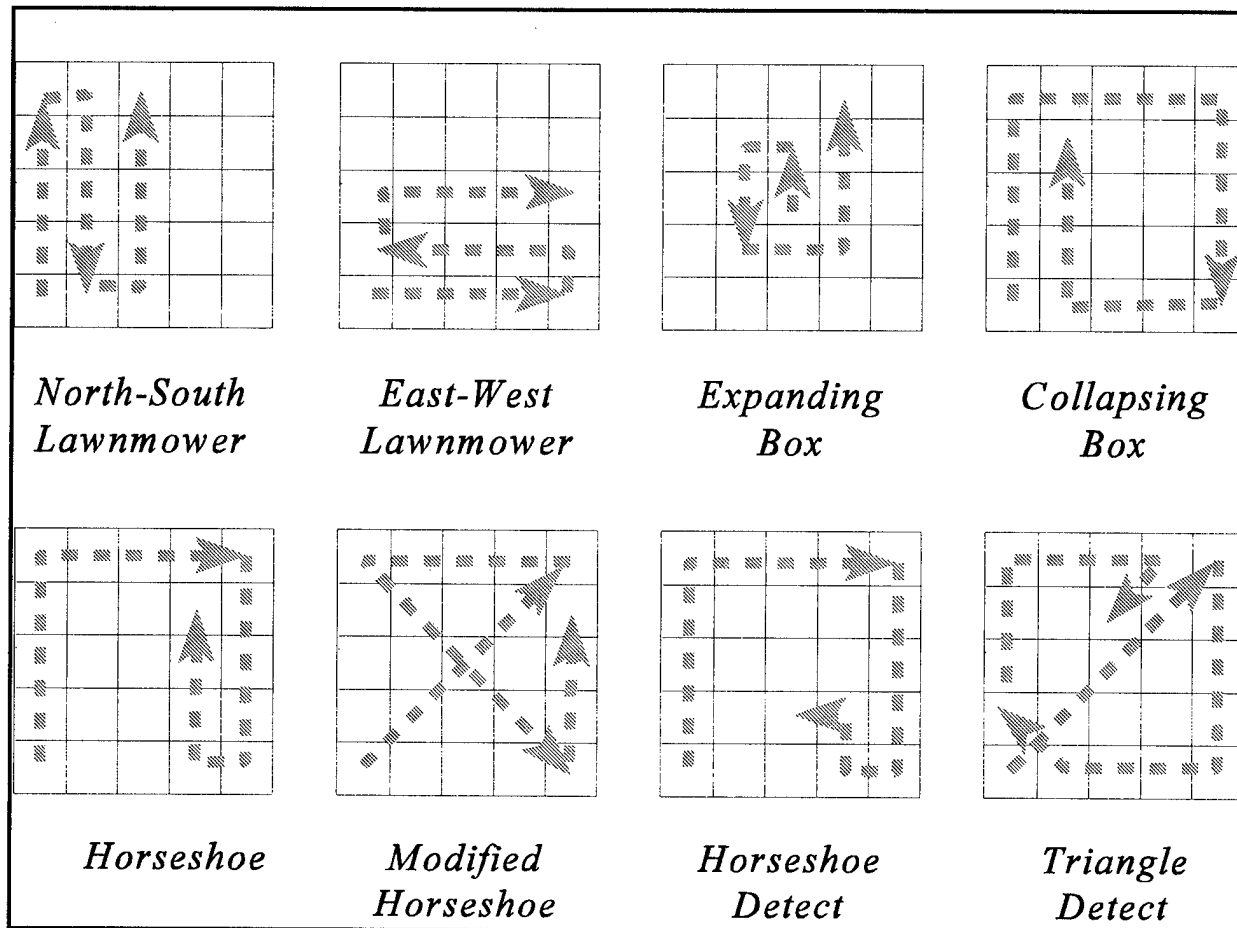 North-South
Lawnmower
East-West
Lawnmower
Expanding
Box
Collapsing
Box
Horseshoe
Modified
Horseshoe
Horseshoe
Detect
Triangle
Detect